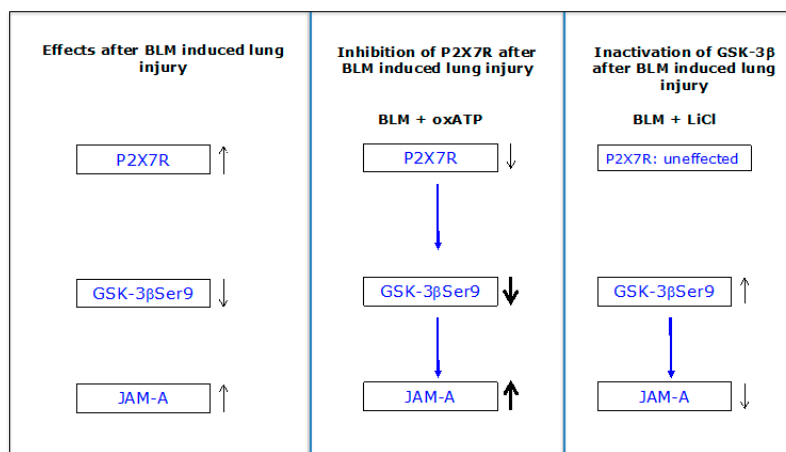 Effects after BLM induced lung
injury
P2X7R
GSK-3βSer9
JAM-A
Inhibition of P2X7R after
BLM induced lung injury
BLM + oxATP
P2X7R
GSK-3βSer9
JAM-A
Inactivation of GSK-3β
after BLM induced lung
injury
BLM + LiCl
P2X7R: uneffected
GSK-3βSer9
JAM-A